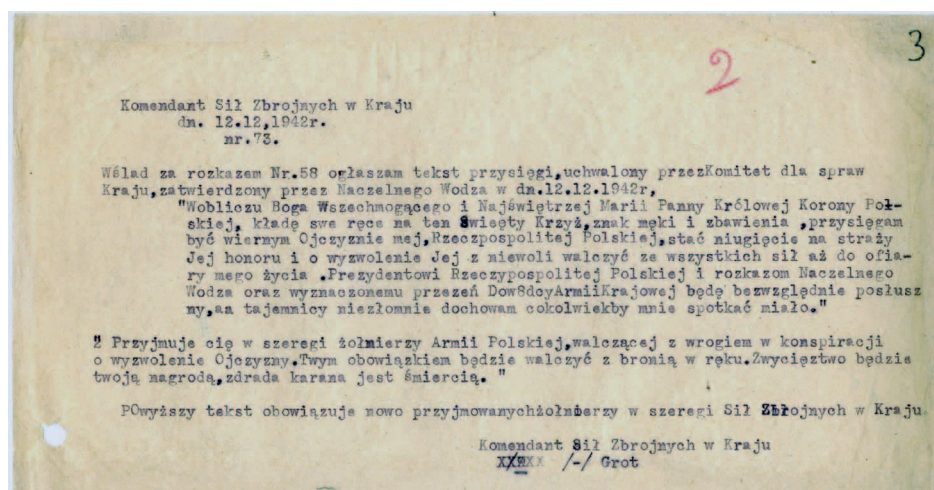 2
3
Komendant Sił Zbrojnych w Kraju
dn. 12.12,1942r.
nr.73.
Wślad za rozkazem Nr.58 ogłaszam tekst przysięgi,uchwalony przezKomitet dla spraw
Kraju,zatwierdzony przez Naczelnego Wodza w dn.12.12.1942r,
"Wobliczu Boga Wszechmogącego i Najświętrzej Marii Panny Królowej Korony Pol-
skiej, kładę swe ręce na ten Święty Krzyż,znak męki i zbawienia ,przysięgam
być wiernym Ojczyznie mej,Rzeczpospolitej Polskiej,stać niugięcie na straży
Jej honoru i o wyzwolenie Jej z niewoli walczyć ze wszystkich sił aż do ofia-
ry mego życia .Prezydentowi Rzeczypospolitej Polskiej i rozkazom Naczelnego
Wodza oraz wyznaczonemu przezeń Dow8dcyArmiiKrajowej będę bezwzględnie posłusz
ny,aa tajemnicy niezłomnie dochowam cokolwiekby mnie spotkać miało."
" Przyjmuje cię w szeregi żołnierzy Armii Polskiej,walczącej z wrogiem w konspiracji
o wyzwolenie Ojczyzny.Twym obowiązkiem będzie walczyć z bronią w ręku.Zwycięztwo będzie
twoją nagrodą,zdrada karana jest śmiercią. "
POwyższy tekst obowiązuje nowo przyjmowanychżołnierzy w szeregi Sił Zbrojnych w Kraju
Komendant Sił Zbrojnych w Kraju
/-/ Grot